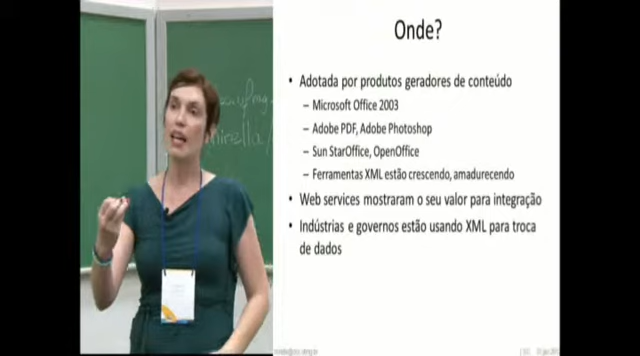 Onde?
• Adotada por produtos geradores de conteúdo
– Microsoft Office 2003
– Adobe PDF, Adobe Photoshop
– Sun StarOffice, OpenOffice
– Ferramentas XML estão crescendo, amadurecendo
• Web services mostraram o seu valor para integração
• Indústrias e governos estão usando XML para troca
de dados
mirella